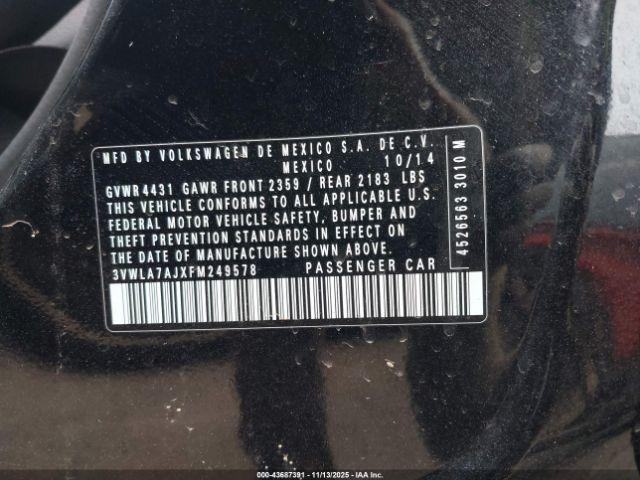 MFD BY VOLKSWAGEN DE MEXICO S.A. DE C.V.
MEXICO 10/14
GVWR 4431 GAWR FRONT 2359 / REAR 2183 LBS
THIS VEHICLE CONFORMS TO ALL APPLICABLE U.S.
FEDERAL MOTOR VEHICLE SAFETY, BUMPER AND
THEFT PREVENTION STANDARDS IN EFFECT ON
THE DATE OF MANUFACTURE SHOWN ABOVE.
3VWLA7AJXFM249578 PASSENGER CAR
4526563 3010 M
000-43687391 - 11/13/2025 - IAA Inc.